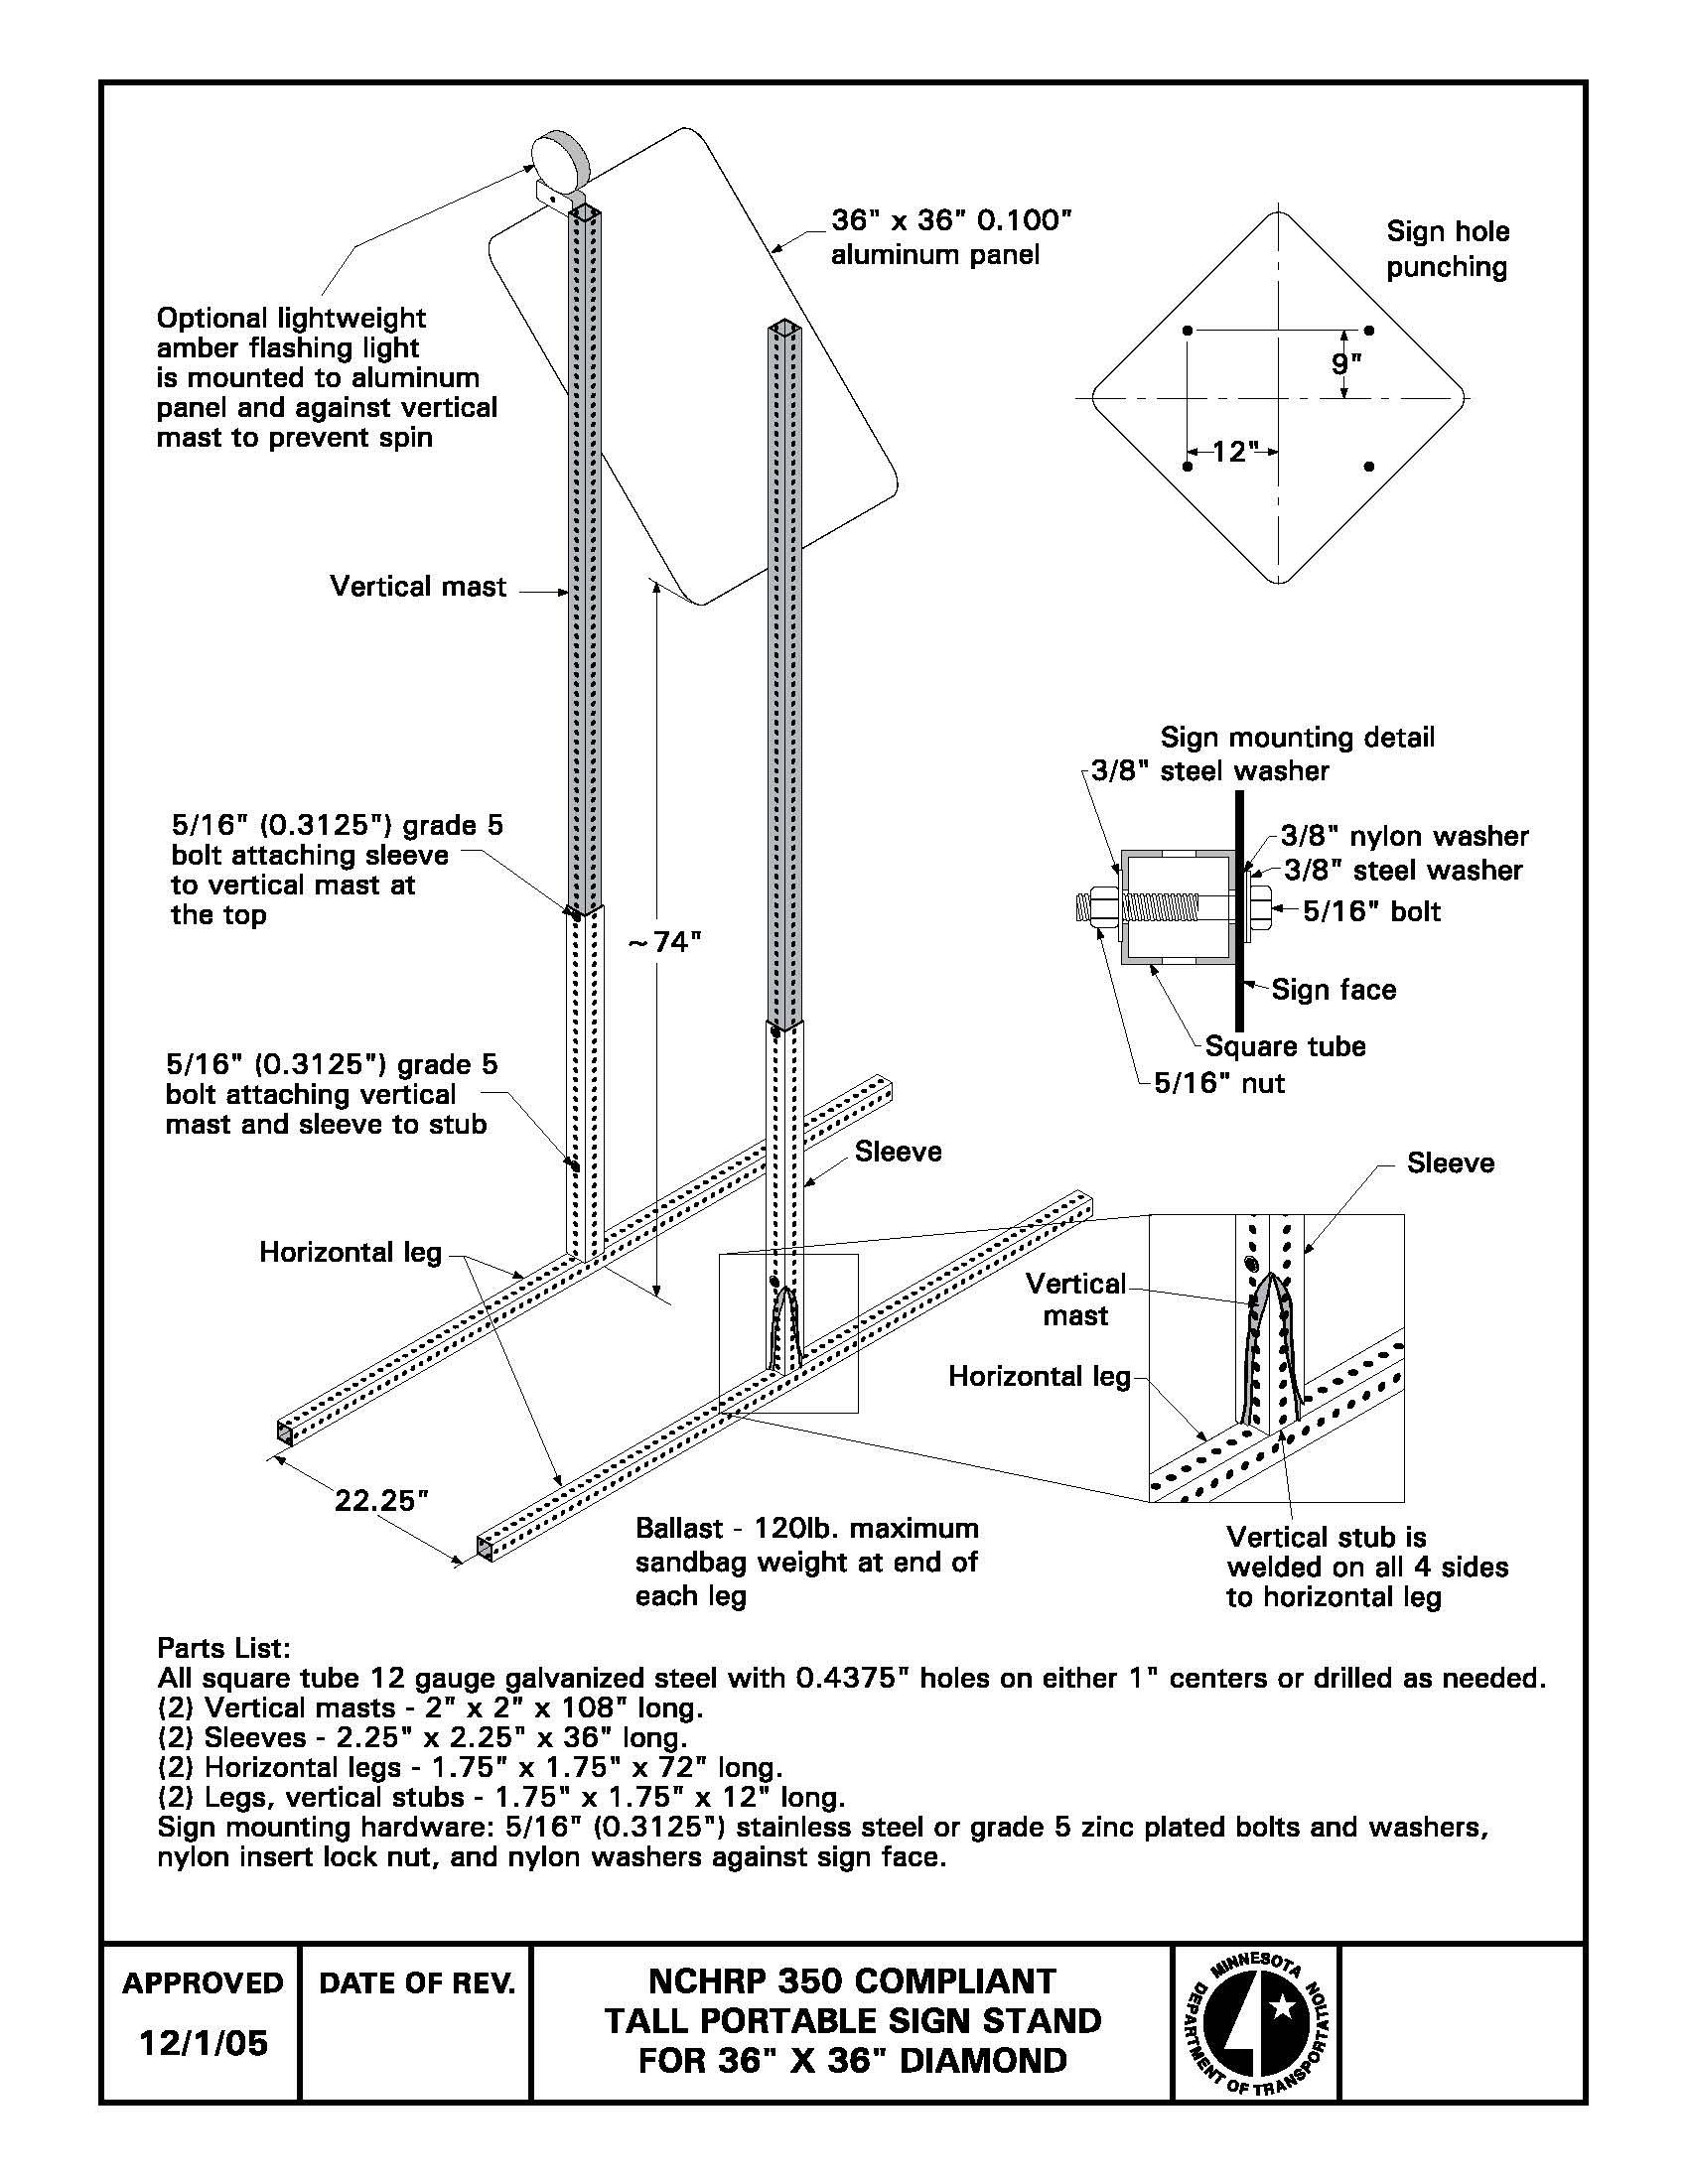 36" x 36" 0.100"
aluminum panel
Sign hole
punching
Optional lightweight
amber flashing light
is mounted to aluminum
panel and against vertical
mast to prevent spin
9"
12"
Vertical mast
Sign mounting detail
3/8" steel washer
3/8" nylon washer
3/8" steel washer
5/16" bolt
Sign face
Square tube
5/16" nut
5/16" (0.3125") grade 5
bolt attaching sleeve
to vertical mast at
the top
~74"
5/16" (0.3125") grade 5
bolt attaching vertical
mast and sleeve to stub
Sleeve
Sleeve
Horizontal leg
Vertical
mast
Horizontal leg
22.25"
Ballast - 120lb. maximum
sandbag weight at end of
each leg
Vertical stub is
welded on all 4 sides
to horizontal leg
Parts List:
All square tube 12 gauge galvanized steel with 0.4375" holes on either 1" centers or drilled as needed.
(2) Vertical masts - 2" x 2" x 108" long.
(2) Sleeves - 2.25" x 2.25" x 36" long.
(2) Horizontal legs - 1.75" x 1.75" x 72" long.
(2) Legs, vertical stubs - 1.75" x 1.75" x 12" long.
Sign mounting hardware: 5/16" (0.3125") stainless steel or grade 5 zinc plated bolts and washers,
nylon insert lock nut, and nylon washers against sign face.
APPROVED
12/1/05
DATE OF REV.
NCHRP 350 COMPLIANT
TALL PORTABLE SIGN STAND
FOR 36" X 36" DIAMOND
MINNESOTA
DEPARTMENT OF TRANSPORTATION